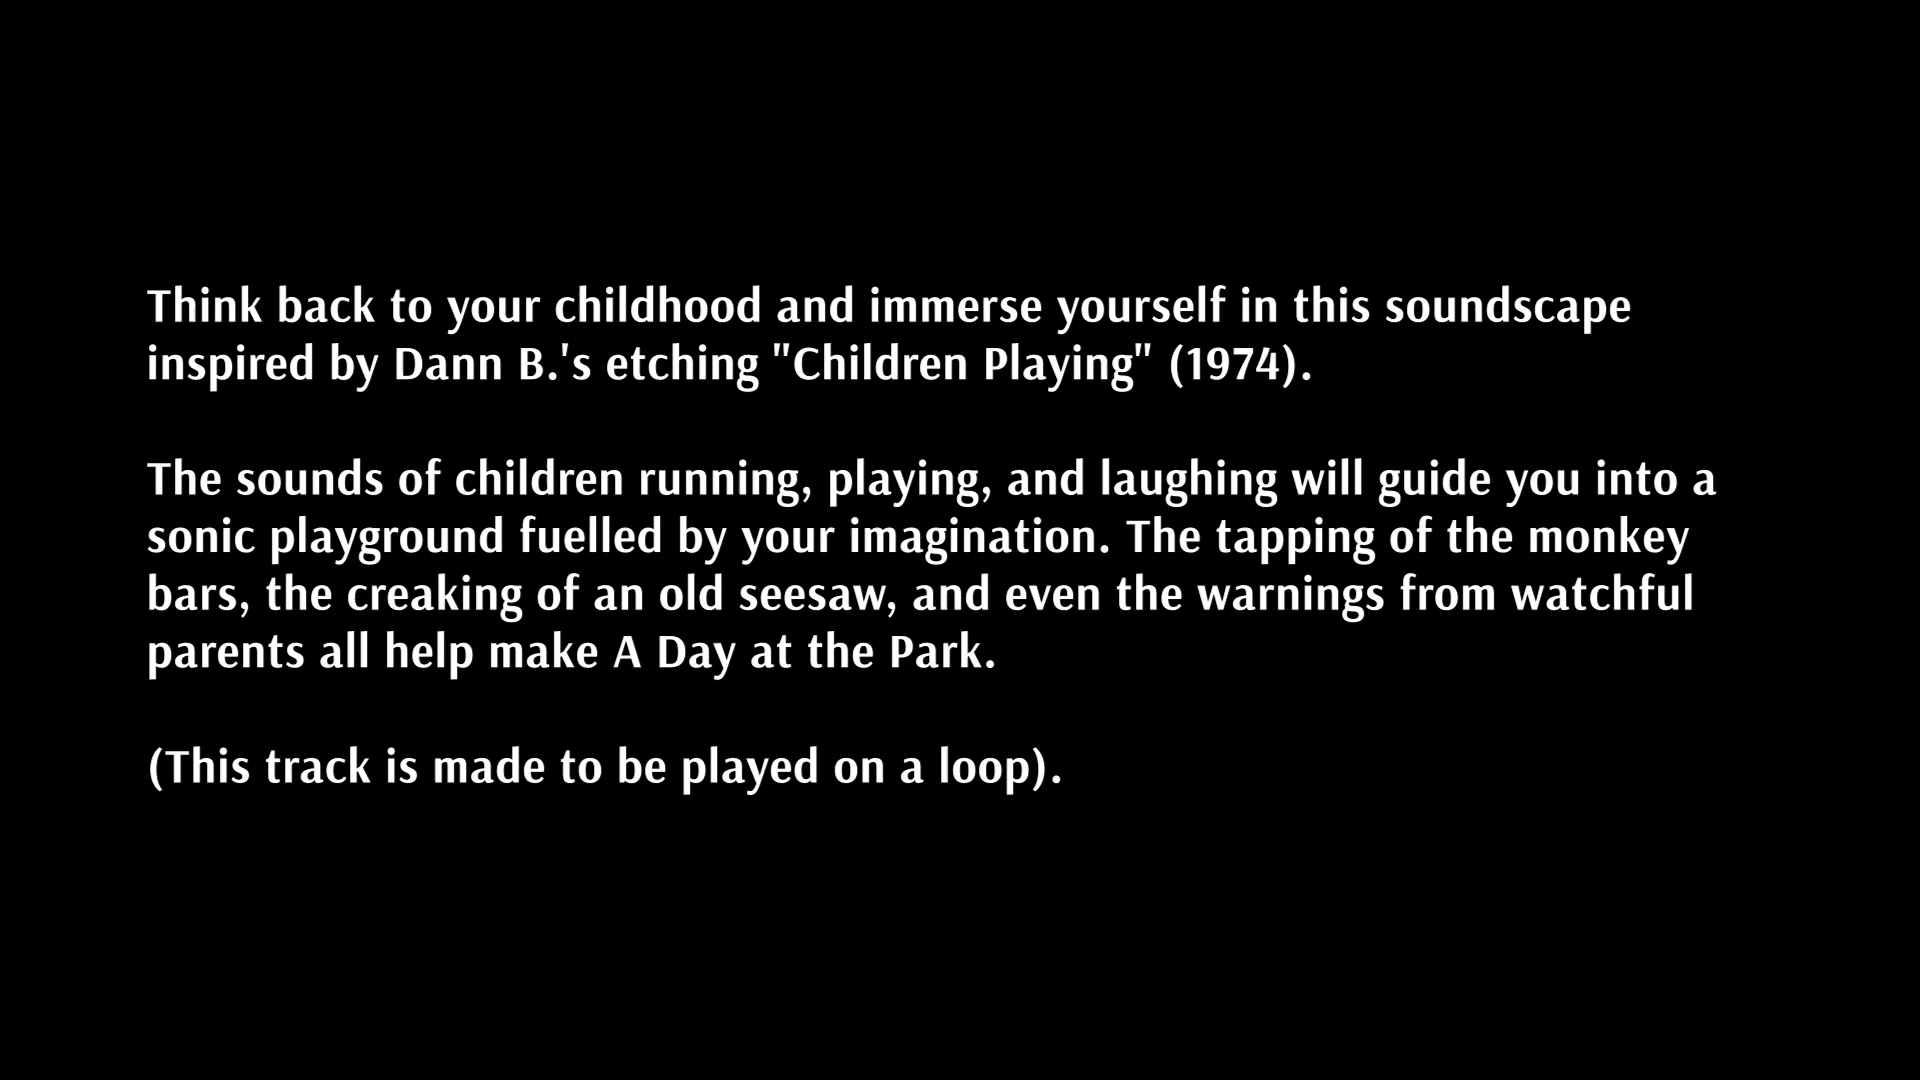 Think back to your childhood and immerse yourself in this soundscape
inspired by Dann B.'s etching "Children Playing" (1974).
The sounds of children running, playing, and laughing will guide you into a
sonic playground fuelled by your imagination. The tapping of the monkey
bars, the creaking of an old seesaw, and even the warnings from watchful
parents all help make A Day at the Park.
(This track is made to be played on a loop).